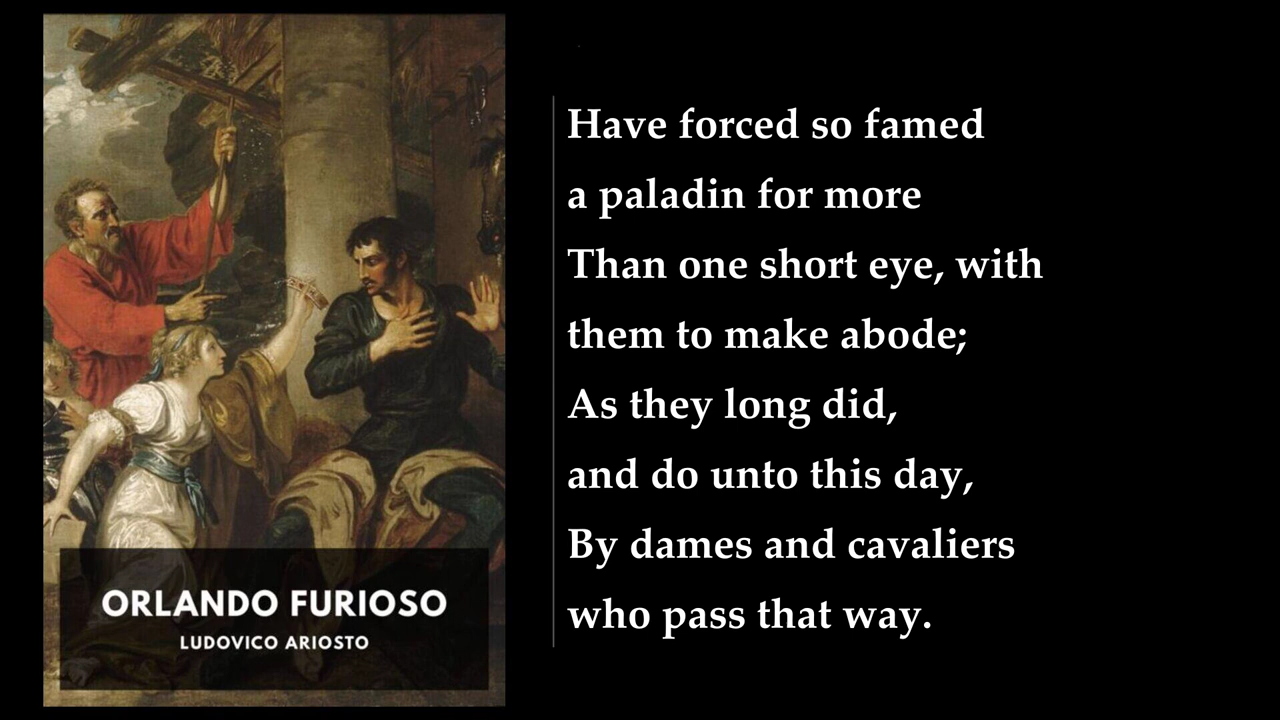 ORLANDO FURIOSO
LUDOVICO ARIOSTO
Have forced so famed
a paladin for more
Than one short eye, with
them to make abode;
As they long did,
and do unto this day,
By dames and cavaliers
who pass that way.